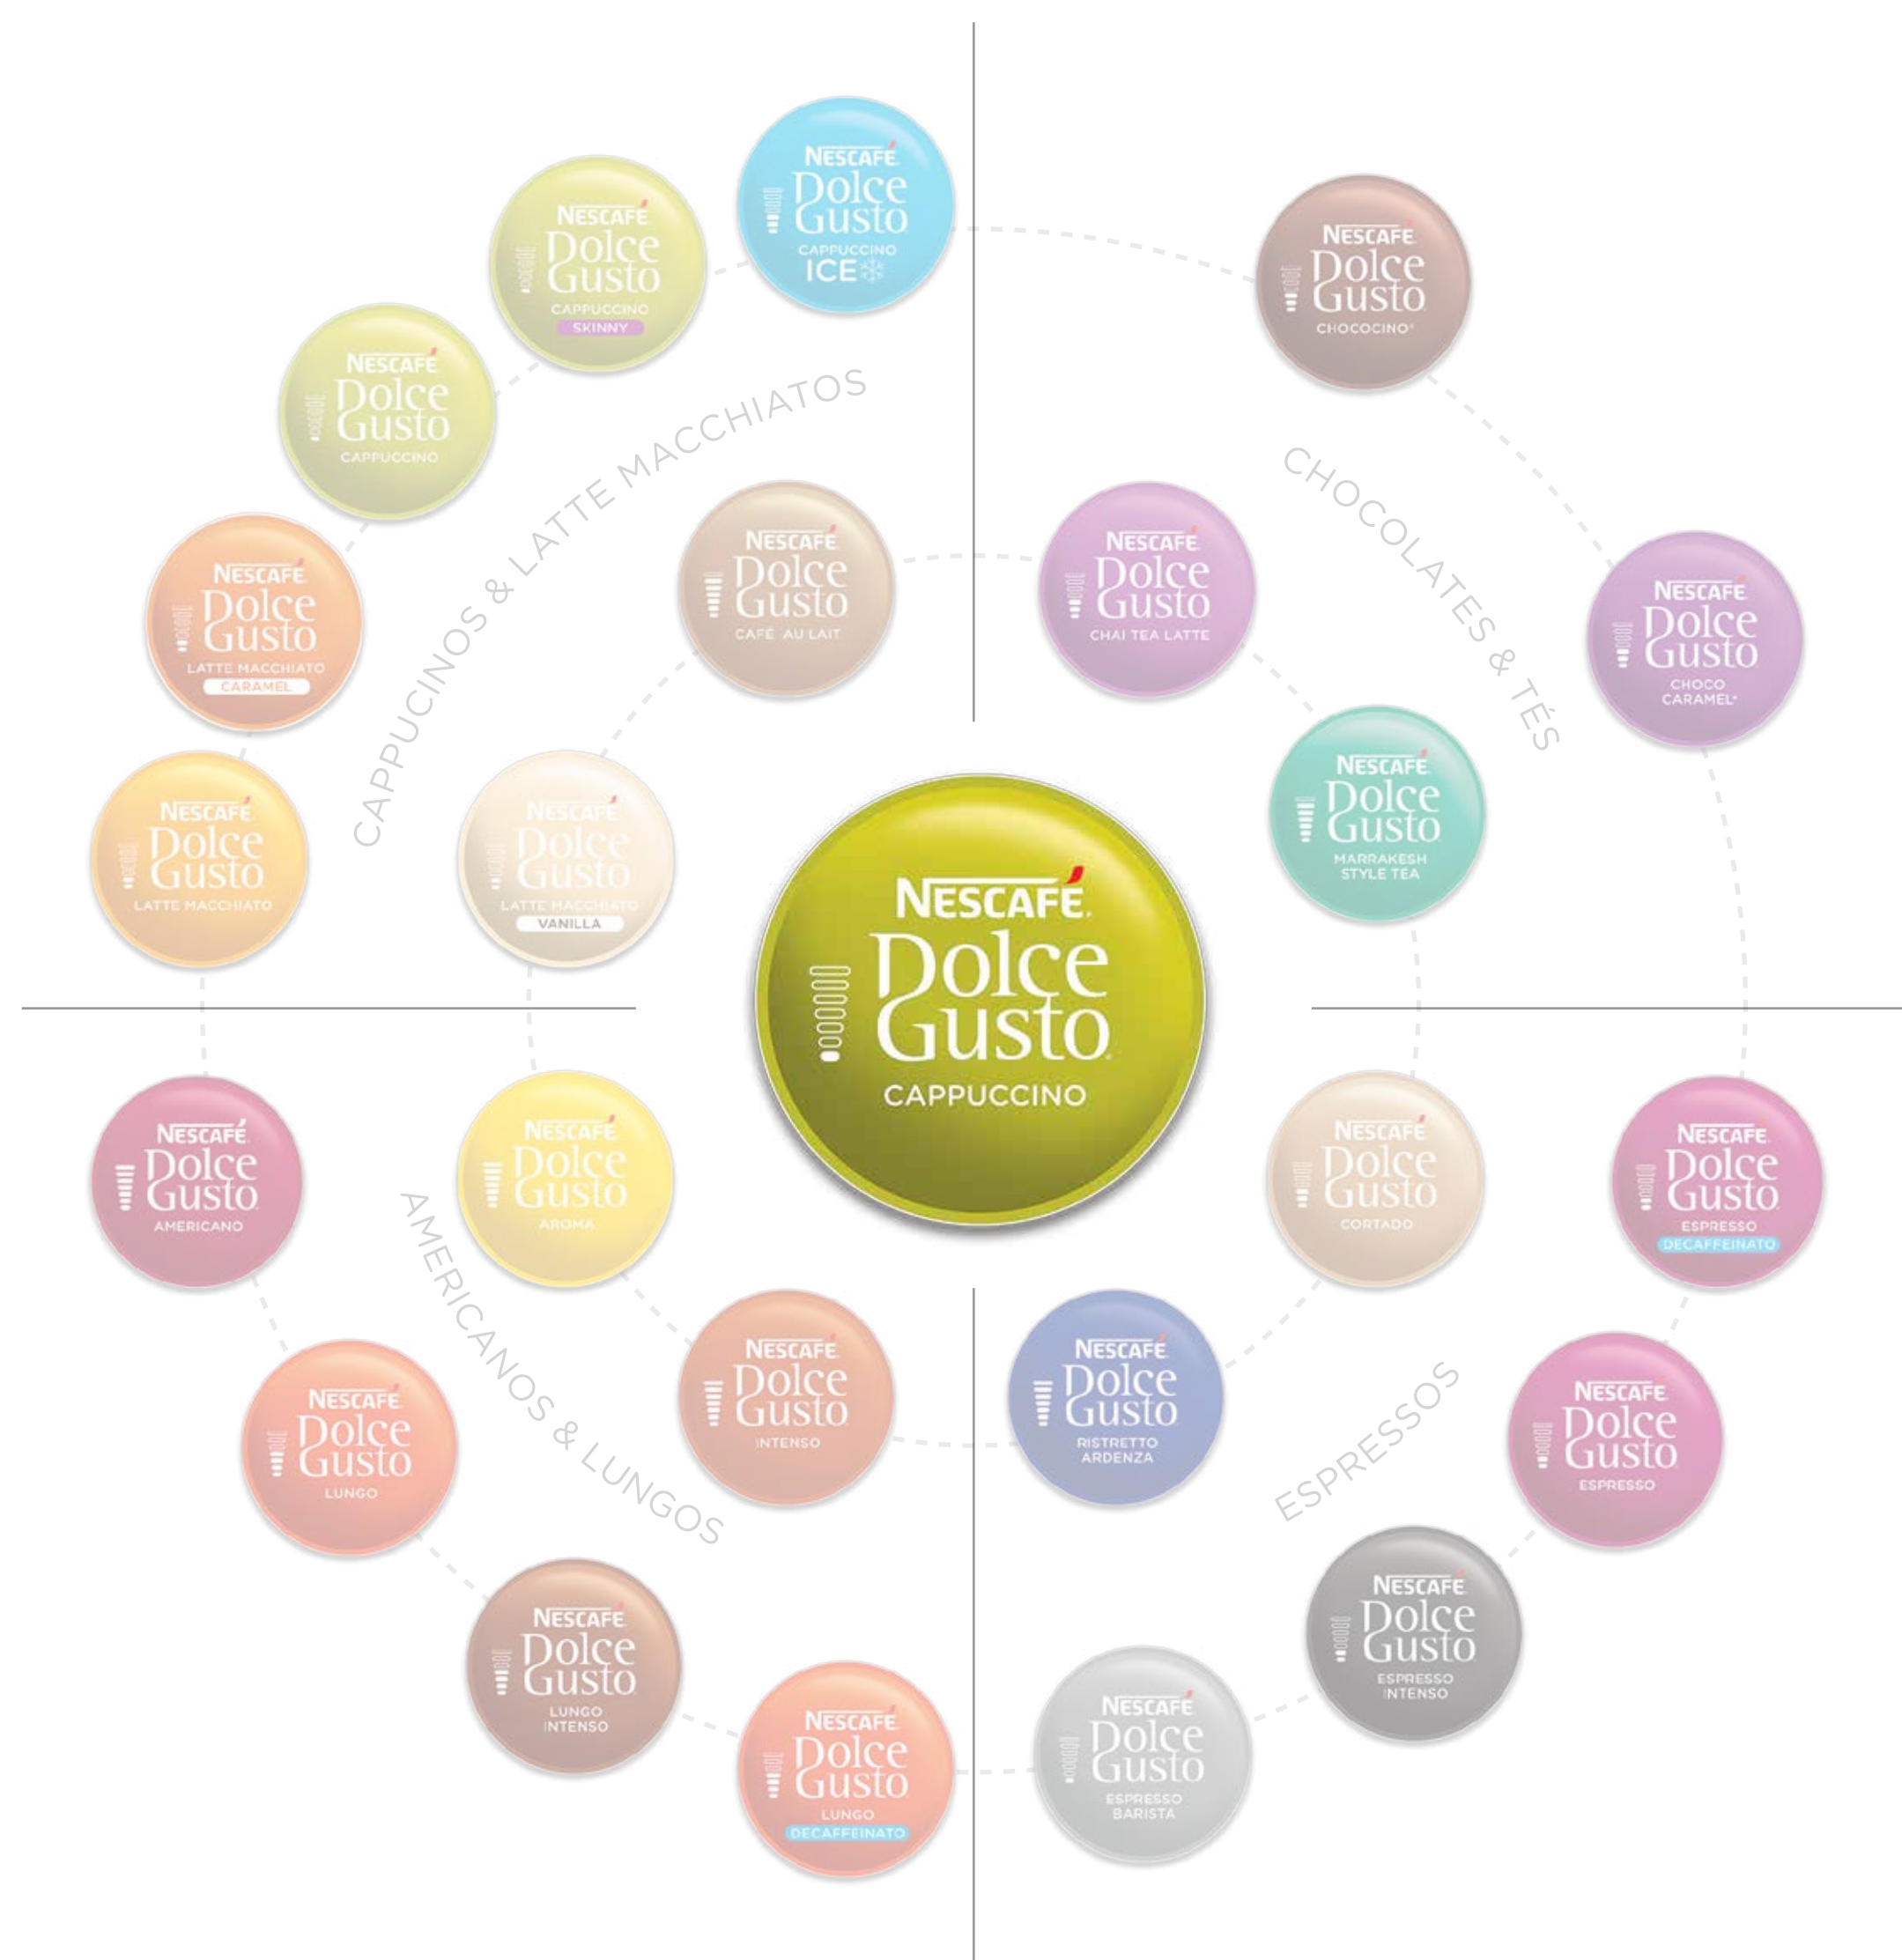 NESCAFÉ
Dolce
Gusto
CAPPUCCINO
ICE
NESCAFÉ
Dolce
Gusto
CAPPUCCINO
SKINNY
NESCAFÉ
Dolce
Gusto
CAPPUCCINO
NESCAFÉ
Dolce
Gusto
LATTE MACCHIATO
CARAMEL
NESCAFÉ
Dolce
Gusto
LATTE MACCHIATO
CAPPUCINOS & LATTE MACCHIATOS
NESCAFÉ
Dolce
Gusto
CAFÉ AU LAIT
NESCAFÉ
Dolce
Gusto
LATTE MACCHIATO
VANILLA
NESCAFÉ
Dolce
Gusto
CHOCOCINO*
NESCAFÉ
Dolce
Gusto
CHOCO
CARAMEL*
CHOCOLATES & TÉS
NESCAFÉ
Dolce
Gusto
CHAI TEA LATTE
NESCAFÉ
Dolce
Gusto
MARRAKESH
STYLE TEA
NESCAFÉ.
Dolce
Gusto
CAPPUCCINO
NESCAFÉ
Dolce
Gusto
AMERICANO
NESCAFÉ
Dolce
Gusto
AROMA
AMERICANOS & LUNGOS
NESCAFÉ
Dolce
Gusto
LUNGO
NESCAFÉ
Dolce
Gusto
INTENSO
NESCAFÉ
Dolce
Gusto
LUNGO
INTENSO
NESCAFÉ
Dolce
Gusto
LUNGO
DECAFFEINATO
NESCAFÉ
Dolce
Gusto
CORTADO
NESCAFÉ
Dolce
Gusto
ESPRESSO
DECAFFEINATO
NESCAFÉ
Dolce
Gusto
RISTRETTO
ARDENZA
ESPRESSOS
NESCAFÉ
Dolce
Gusto
ESPRESSO
NESCAFÉ
Dolce
Gusto
ESPRESSO
INTENSO
NESCAFÉ
Dolce
Gusto
ESPRESSO
BARISTA